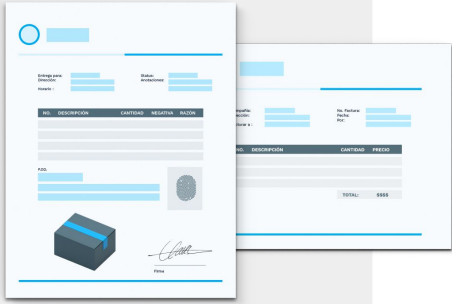 Entrega para:
Dirección:
Horario :
Status:
Anotaciones:
NO. DESCRIPCIÓN CANTIDAD NEGATIVA RAZÓN
P.OD.
Firma
No. Factura:
Fecha:
Por:
NO. DESCRIPCIÓN CANTIDAD PRECIO
TOTAL: